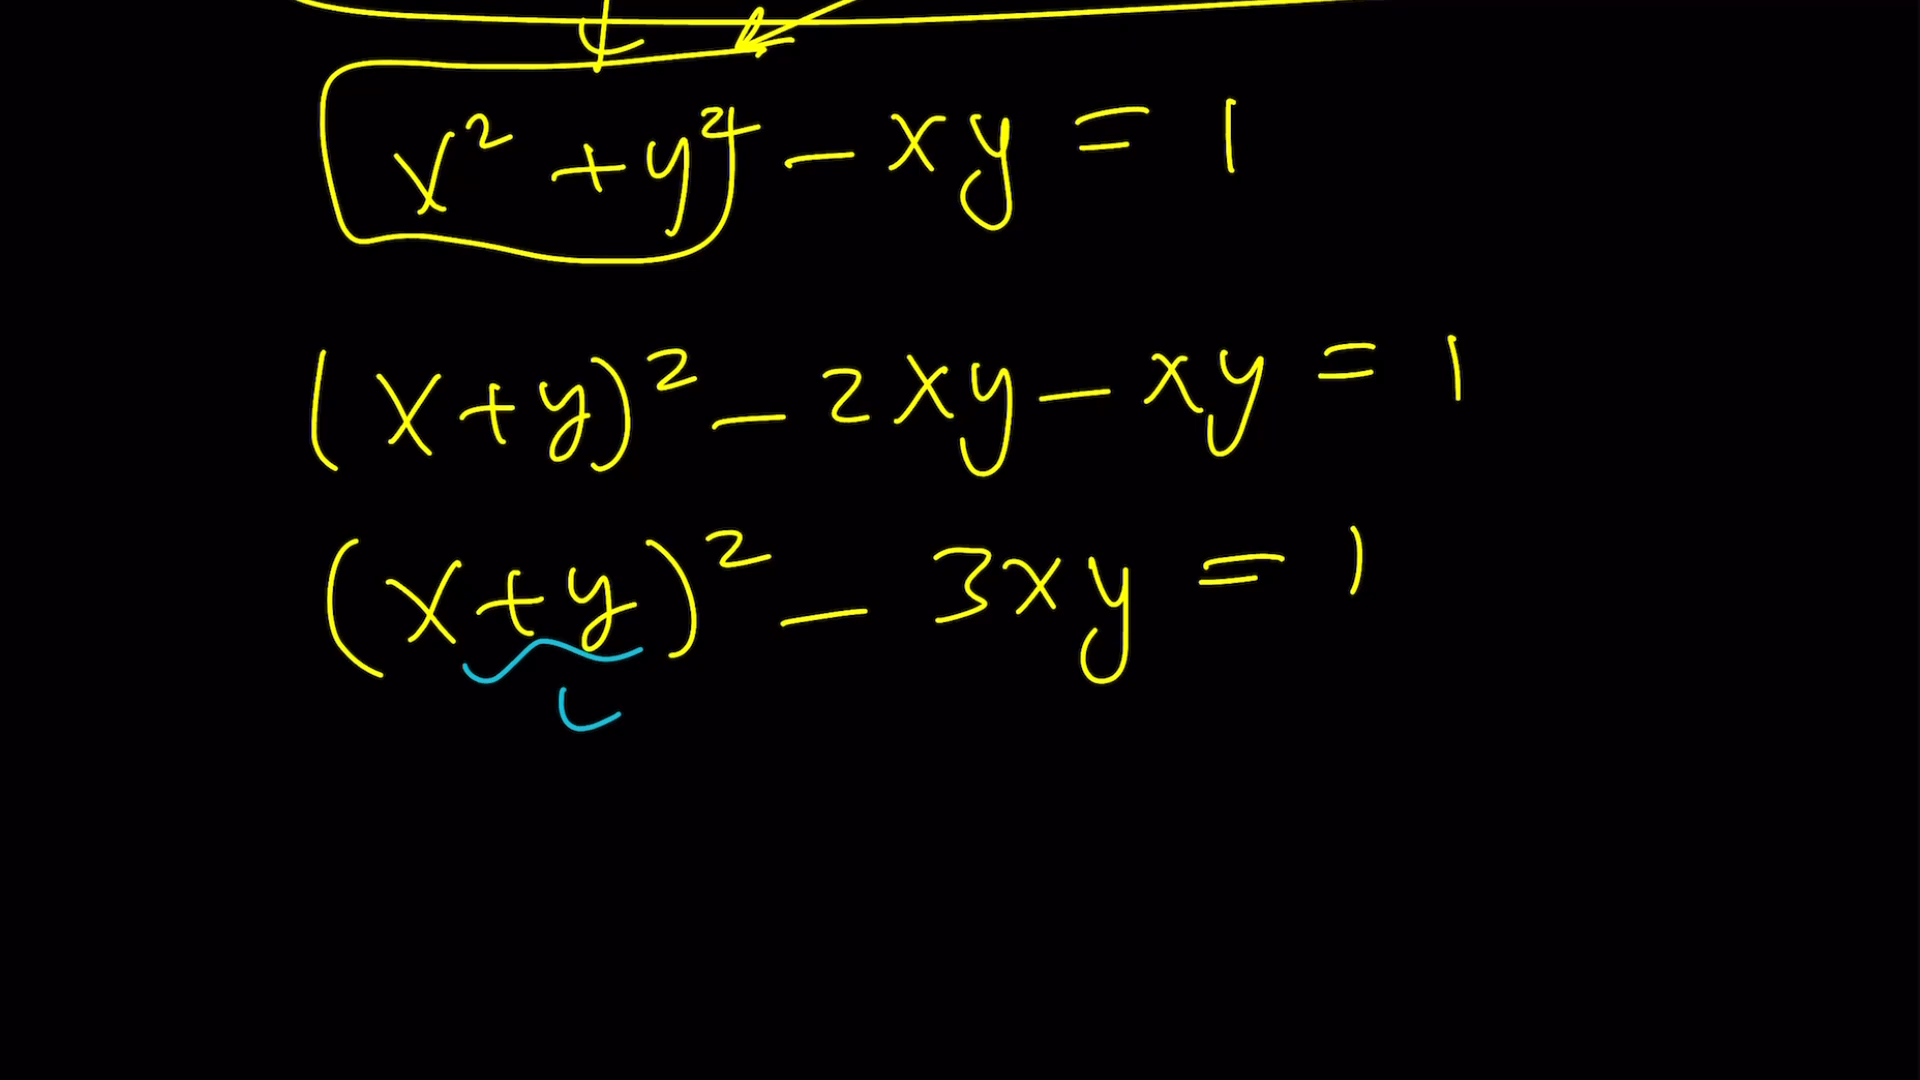 x² + y² - xy = 1
(x+y)² - 2xy - xy = 1
(x+y)² - 3xy = 1